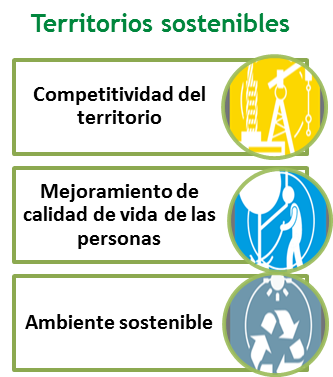 Territorios sostenibles
Competitividad del
territorio
Mejoramiento de
calidad de vida de las
personas
Ambiente sostenible